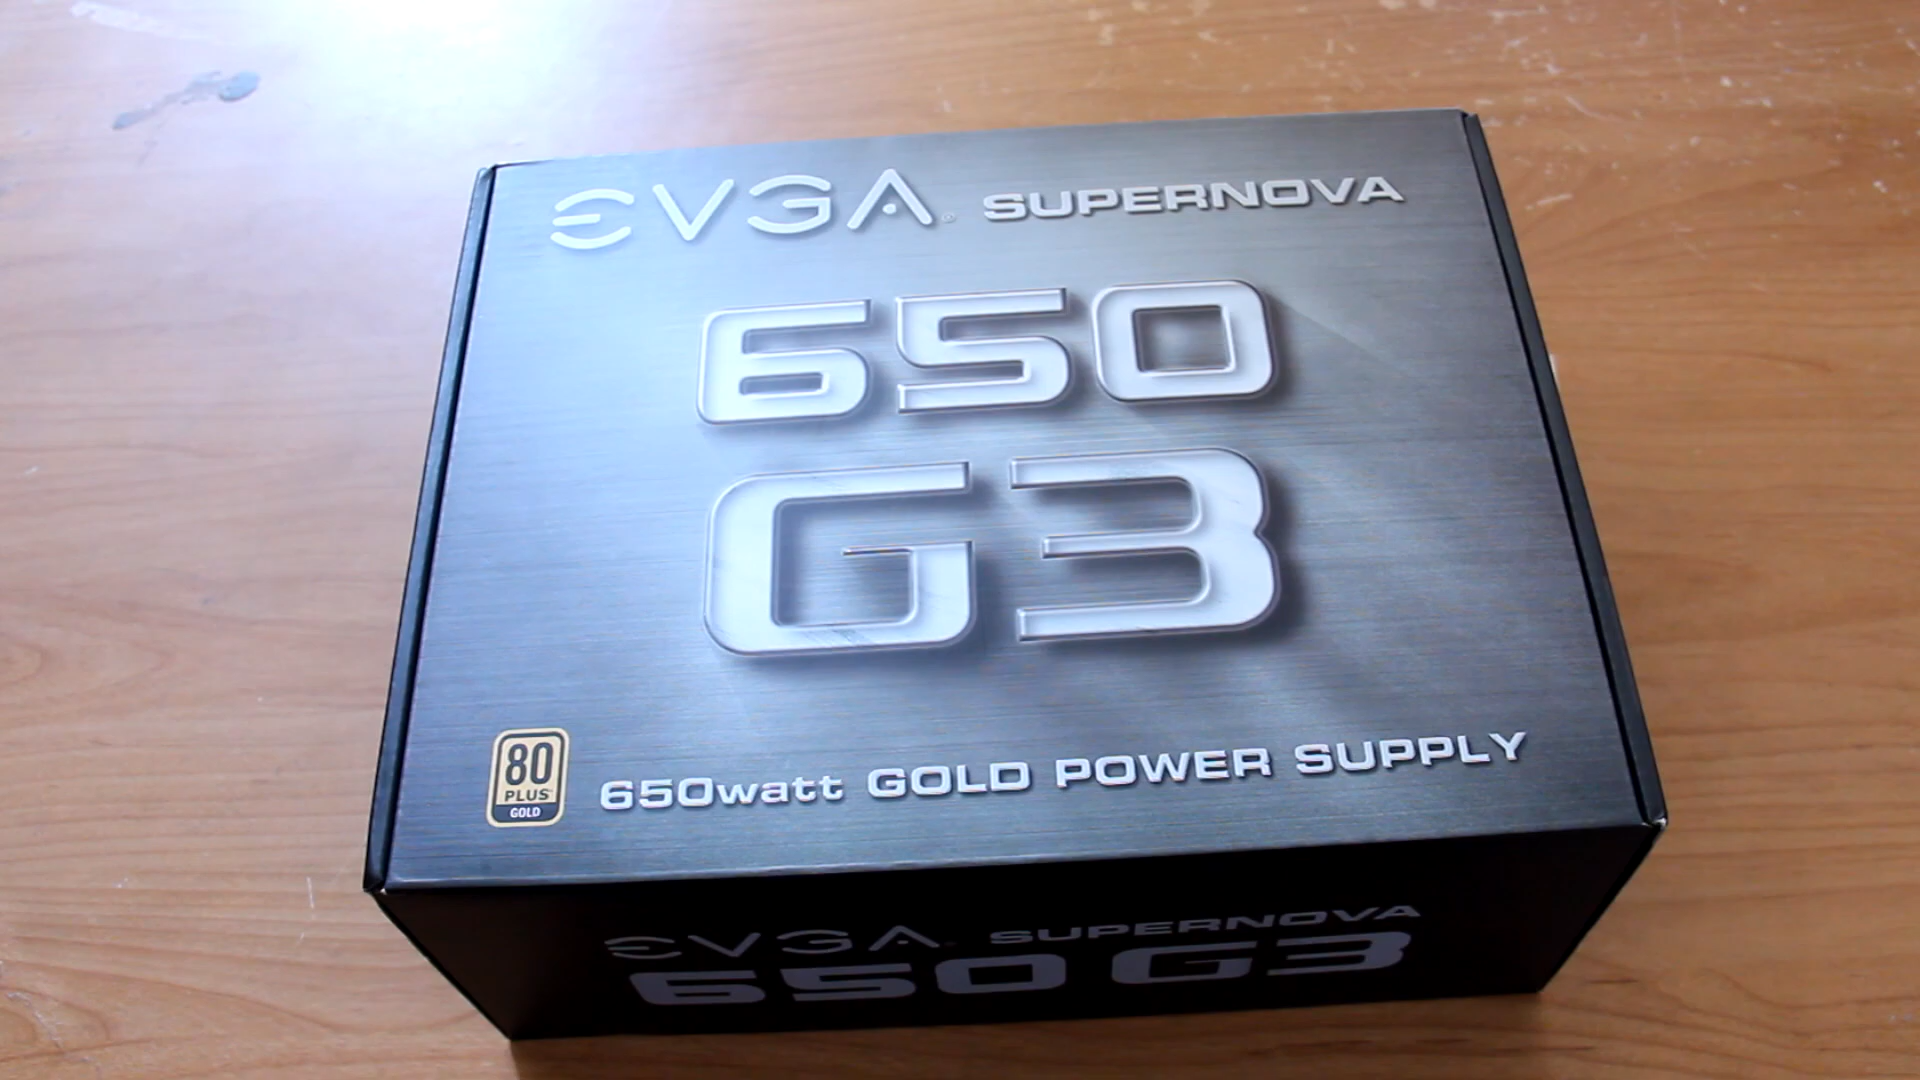 EVGA® SUPERNOVA
650
G3
80
PLUS
GOLD
650watt GOLD POWER SUPPLY
EVGA SUPERNOVA
650 G3